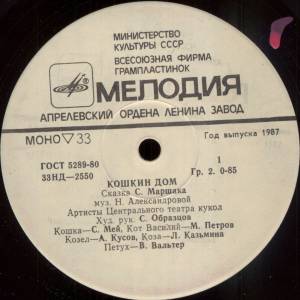 МИНИСТЕРСТВО
КУЛЬТУРЫ СССР
ВСЕСОЮЗНАЯ ФИРМА
ГРАМПЛАСТИНОК
МЕЛОДИЯ
АПРЕЛЕВСКИЙ ОРДЕНА ЛЕНИНА ЗАВОД
МОНО ▽ 33
Год выпуска 1987
ГОСТ 5289-80
1
33НД—2550
Гр. 2. 0-85
КОШКИН ДОМ
Сказка С. Маршака
муз. Н. Александровой
Артисты Центрального театра кукол
Худ. рук. С. Образцов
Кошка—С. Мей, Кот Василий—М. Петров
Козел—А. Кусов, Коза—Л. Казьмина
Петух—В. Вальтер